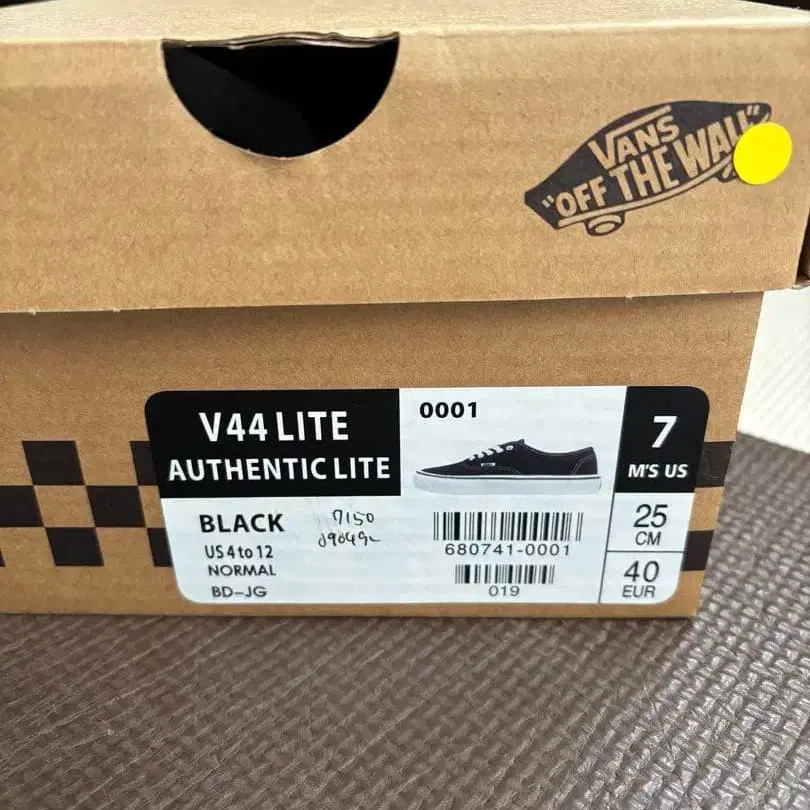 VANS
"OFF THE WALL"
V44 LITE
AUTHENTIC LITE
0001
7
M'S US
BLACK
7150
US 4 to 12
NORMAL
BD-JG
680741-0001
019
25
CM
40
EUR